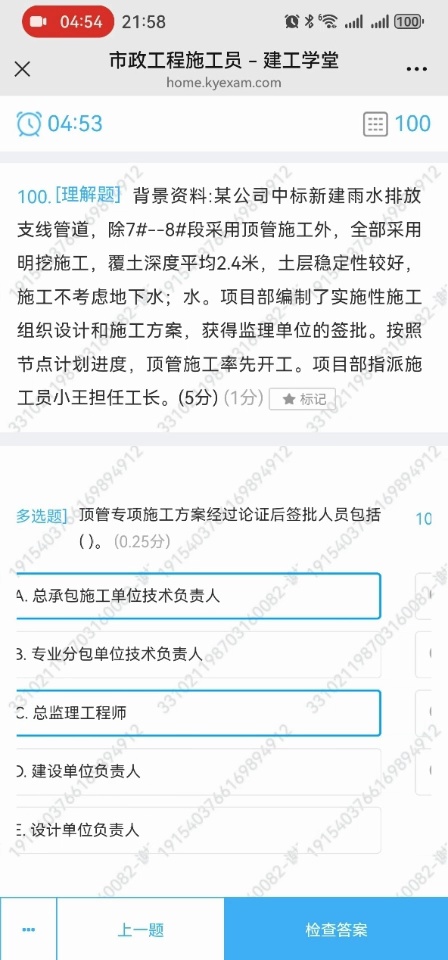 04:54 21:58 100
市政工程施工员 – 建工学堂
home.kyexam.com
04:53 100
100. [理解题] 背景资料:某公司中标新建雨水排放
支线管道，除7#--8#段采用顶管施工外，全部采用
明挖施工，覆土深度平均2.4米，土层稳定性较好，
施工不考虑地下水；水。项目部编制了实施性施工
组织设计和施工方案，获得监理单位的签批。按照
节点计划进度，顶管施工率先开工。项目部指派施
工员小王担任工长。(5分) (1分) ★ 标记
多选题] 顶管专项施工方案经过论证后签批人员包括 10
( )。 (0.25分)
A. 总承包施工单位技术负责人
B. 专业分包单位技术负责人
C. 总监理工程师
D. 建设单位负责人
E. 设计单位负责人
··· 上一题 检查答案